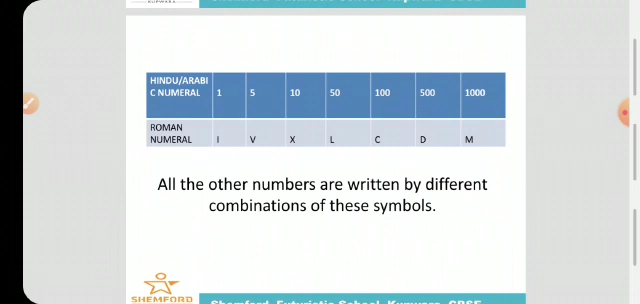 HINDU/ARABI
C NUMERAL 1 5 10 50 100 500 1000
ROMAN
NUMERAL I V X L C D M
All the other numbers are written by different
combinations of these symbols.
SHEMFORD